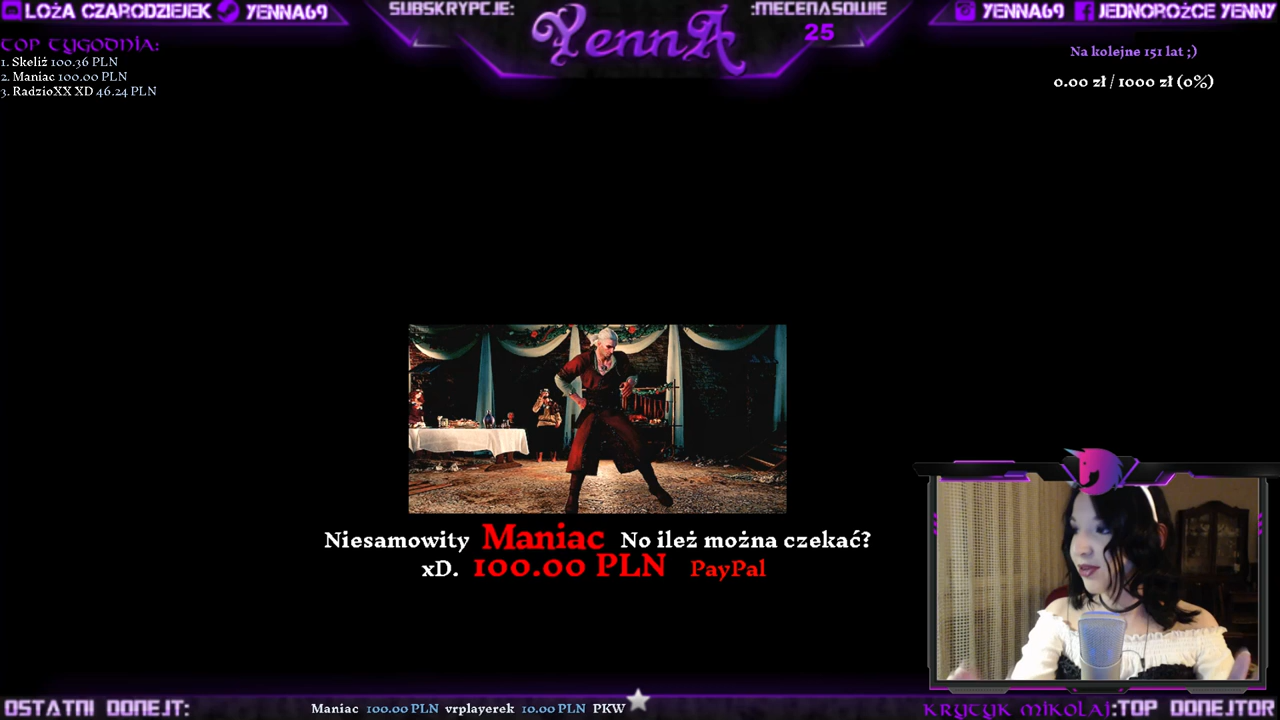 LOŻA CZARODZIEJEK YENNA69
SUBSKRYPCJE:
YennA
:MECENASOWIE
25
YENNA69 JEDNOROŻCE YENNY
TOP TYGODNIA:
1. Skeliż 100.36 PLN
2. Maniac 100.00 PLN
3. RadzioXX XD 46.24 PLN
Na kolejne 151 lat ;)
0.00 zł / 1000 zł (0%)
Niesamowity Maniac No ileż można czekać?
xD. 100.00 PLN PayPal
OSTATNI DONEJT: Maniac 100.00 PLN vrplayerek 10.00 PLN PKW
KRYTYK MIKOLAJ :TOP DONEJTOR